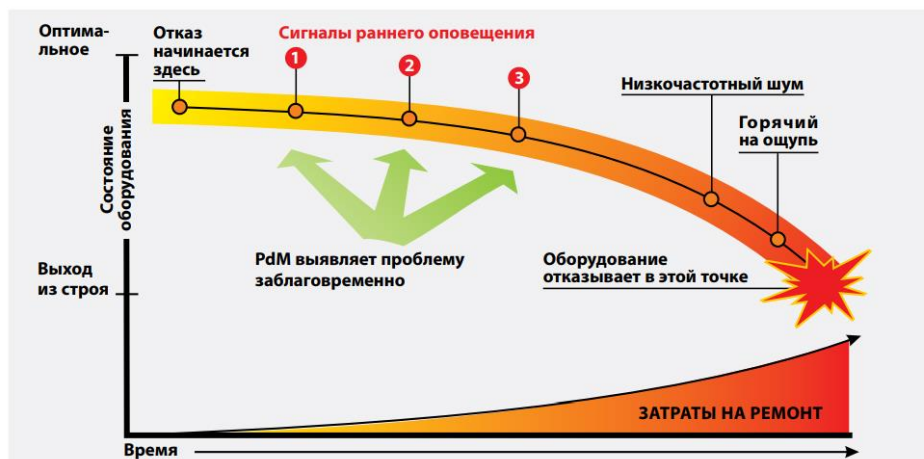 Оптима-
льное
Отказ
начинается
здесь
Сигналы раннего оповещения
1
2
3
Низкочастотный шум
Горячий
на ощупь
Состояние
оборудования
PdM выявляет проблему
заблаговременно
Оборудование
отказывает в этой точке
Выход
из строя
ЗАТРАТЫ НА РЕМОНТ
Время